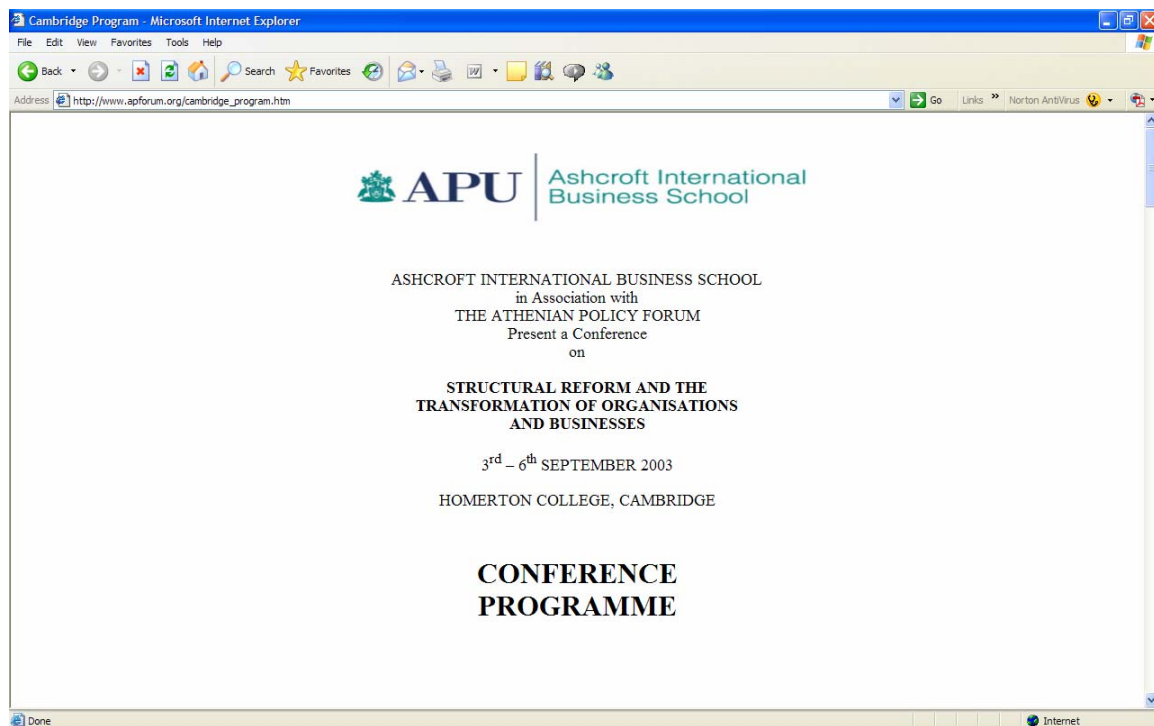 Cambridge Program - Microsoft Internet Explorer
File Edit View Favorites Tools Help
Back Search Favorites W
Address http://www.apforum.org/cambridge_program.htm Go Links » Norton AntiVirus
APU Ashcroft International
Business School
ASHCROFT INTERNATIONAL BUSINESS SCHOOL
in Association with
THE ATHENIAN POLICY FORUM
Present a Conference
on
STRUCTURAL REFORM AND THE
TRANSFORMATION OF ORGANISATIONS
AND BUSINESSES
3rd – 6th SEPTEMBER 2003
HOMERTON COLLEGE, CAMBRIDGE
CONFERENCE
PROGRAMME
Done Internet